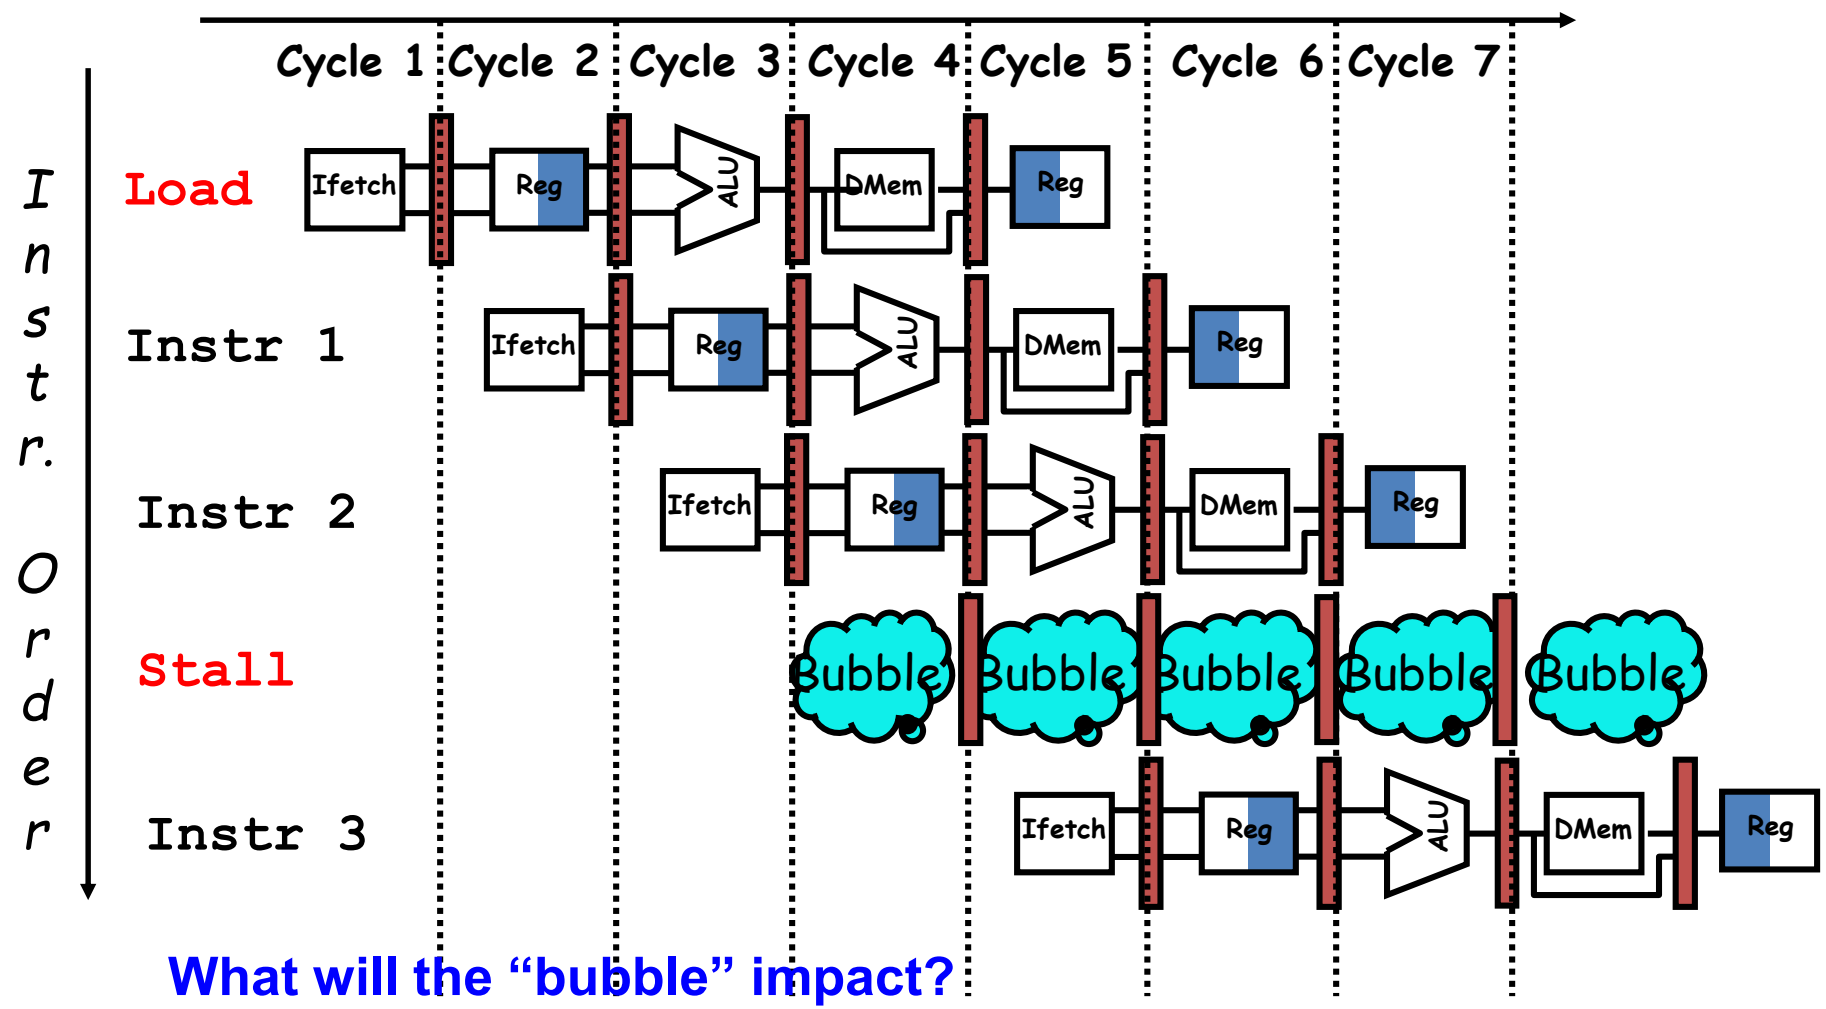 Cycle 1 Cycle 2 Cycle 3 Cycle 4 Cycle 5 Cycle 6 Cycle 7
Instr. Order
Load Ifetch Reg ALU DMem Reg
Instr 1 Ifetch Reg ALU DMem Reg
Instr 2 Ifetch Reg ALU DMem Reg
Stall Bubble Bubble Bubble Bubble Bubble
Instr 3 Ifetch Reg ALU DMem Reg
What will the “bubble” impact?